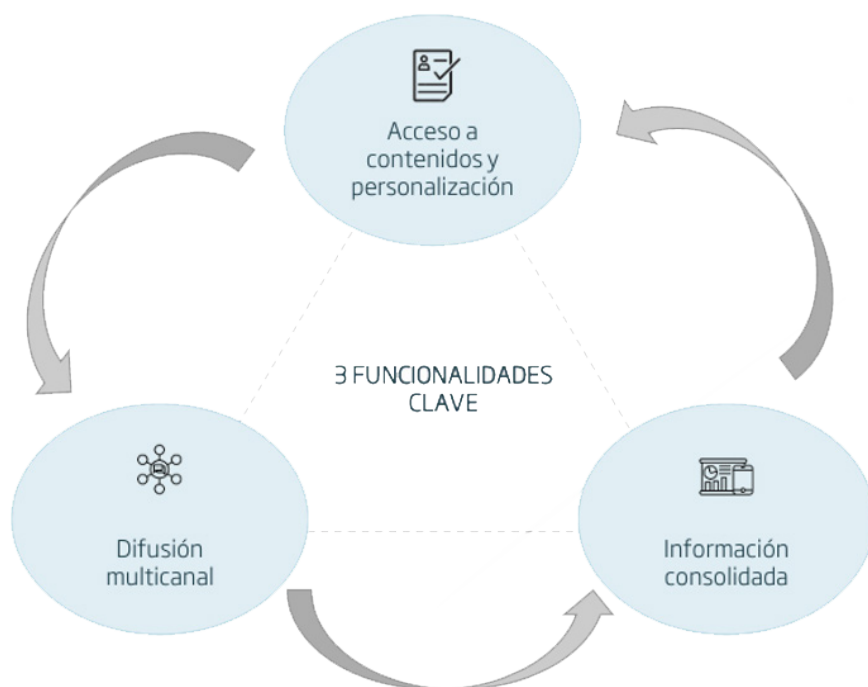 Acceso a
contenidos y
personalización
3 FUNCIONALIDADES
CLAVE
Difusión
multicanal
Información
consolidada